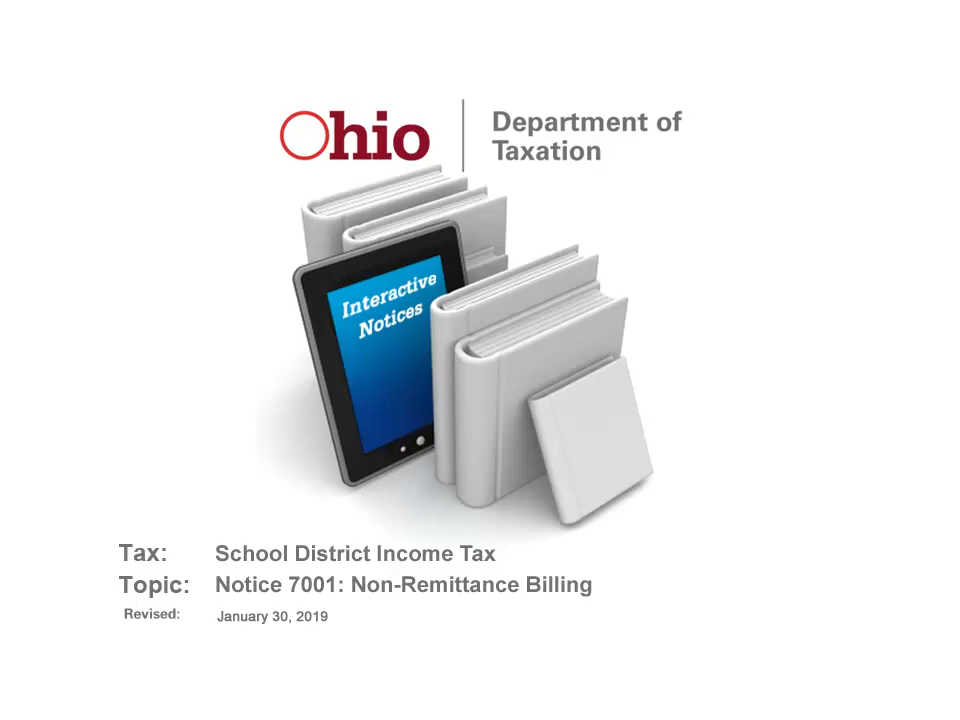 Ohio
Department of
Taxation
Interactive
Notices
Tax: School District Income Tax
Topic: Notice 7001: Non-Remittance Billing
Revised: January 30, 2019